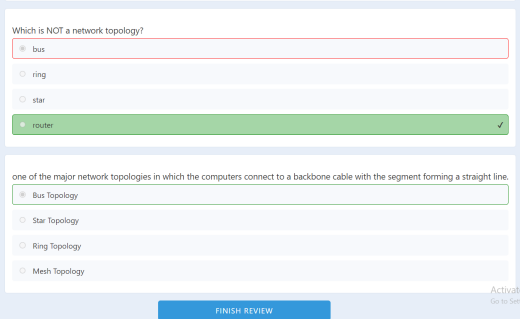 Which is NOT a network topology?
bus
ring
star
router
one of the major network topologies in which the computers connect to a backbone cable with the segment forming a straight line.
Bus Topology
Star Topology
Ring Topology
Mesh Topology
FINISH REVIEW
Activat
Go to Set